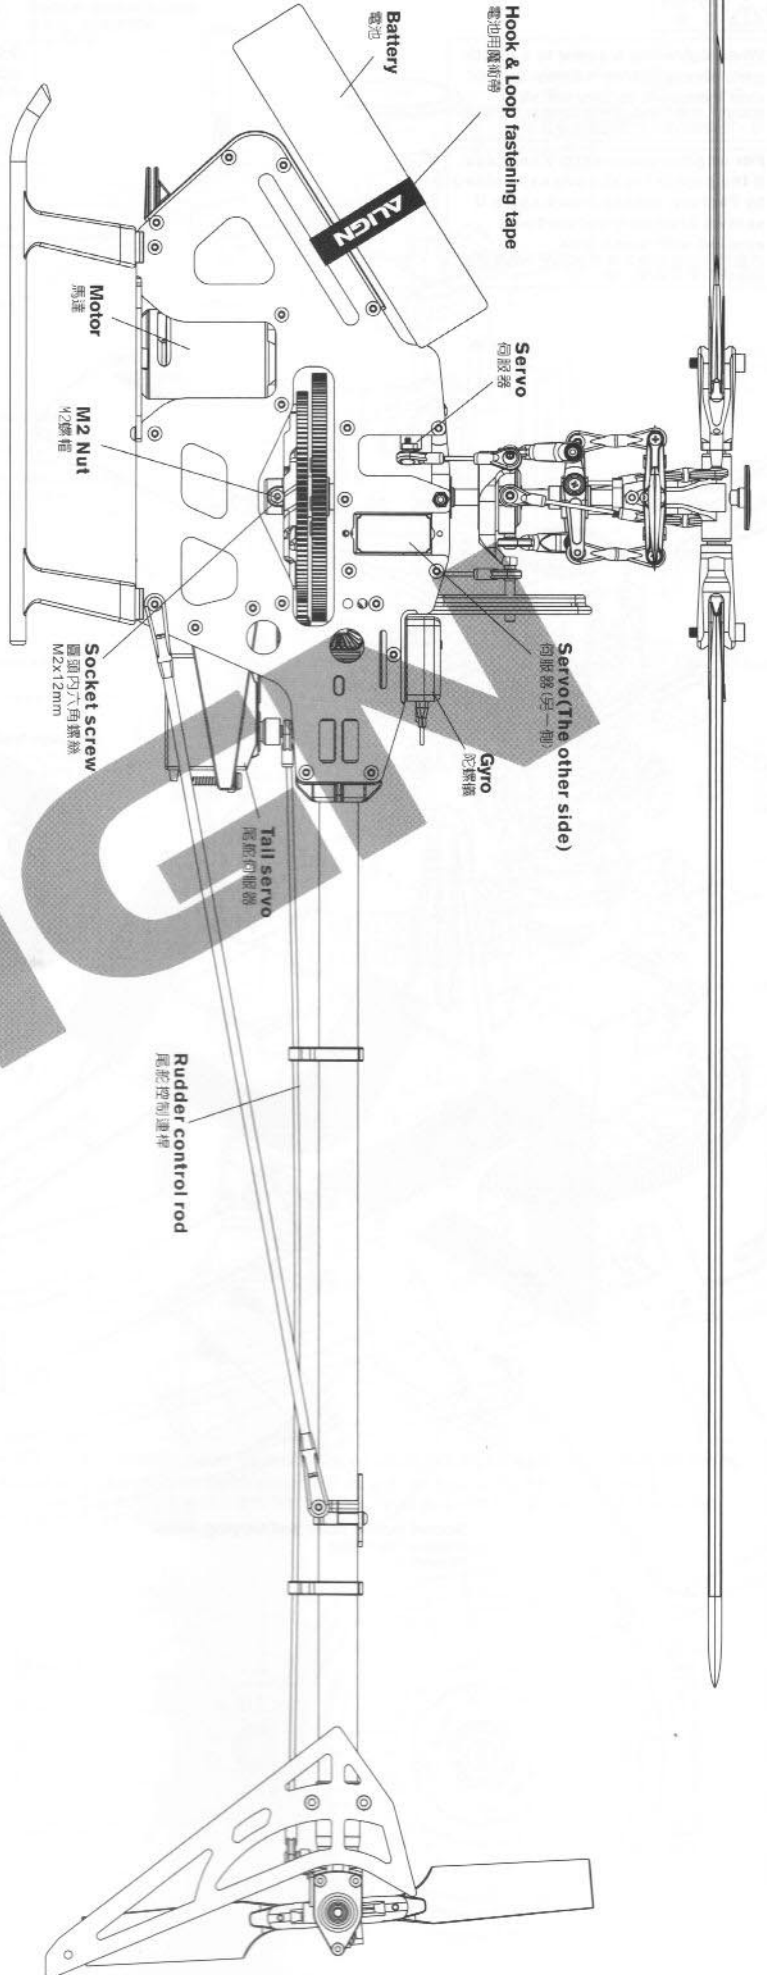 Hook & Loop fastening tape
電池用魔術帶
Battery
電池
ALIGN
Servo
伺服器
Servo(The other side)
伺服器(另一側)
Gyro
陀螺儀
Motor
馬達
M2 Nut
M2螺帽
Socket screw
圓頭內六角螺絲
M2x12mm
Tail servo
尾舵伺服器
Rudder control rod
尾舵控制連桿
IGN